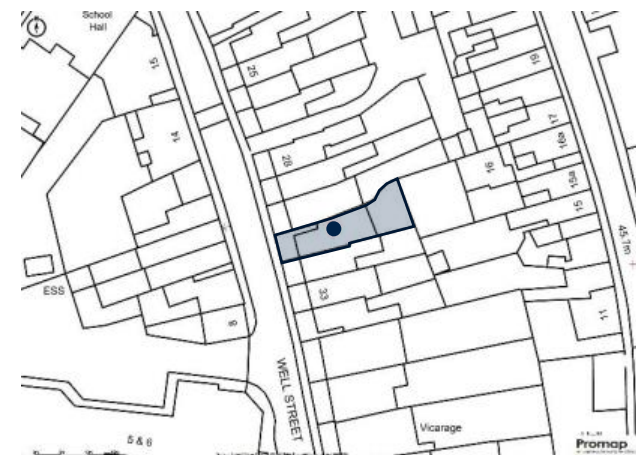 School
Hall
15
14
25
28
19
17
16a
16
15a
15
45.7m
ESS
33
8
11
WELL STREET
Vicarage
5 & 6
Promap